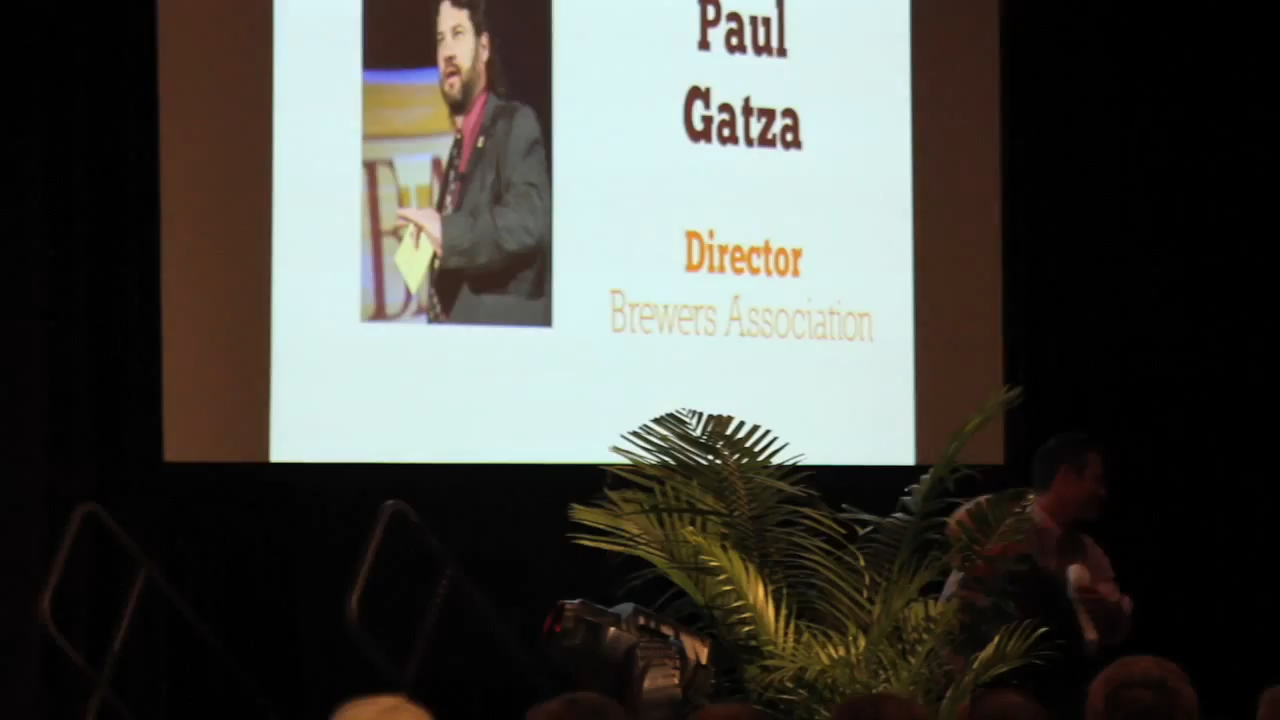 Paul
Gatza
Director
Brewers Association